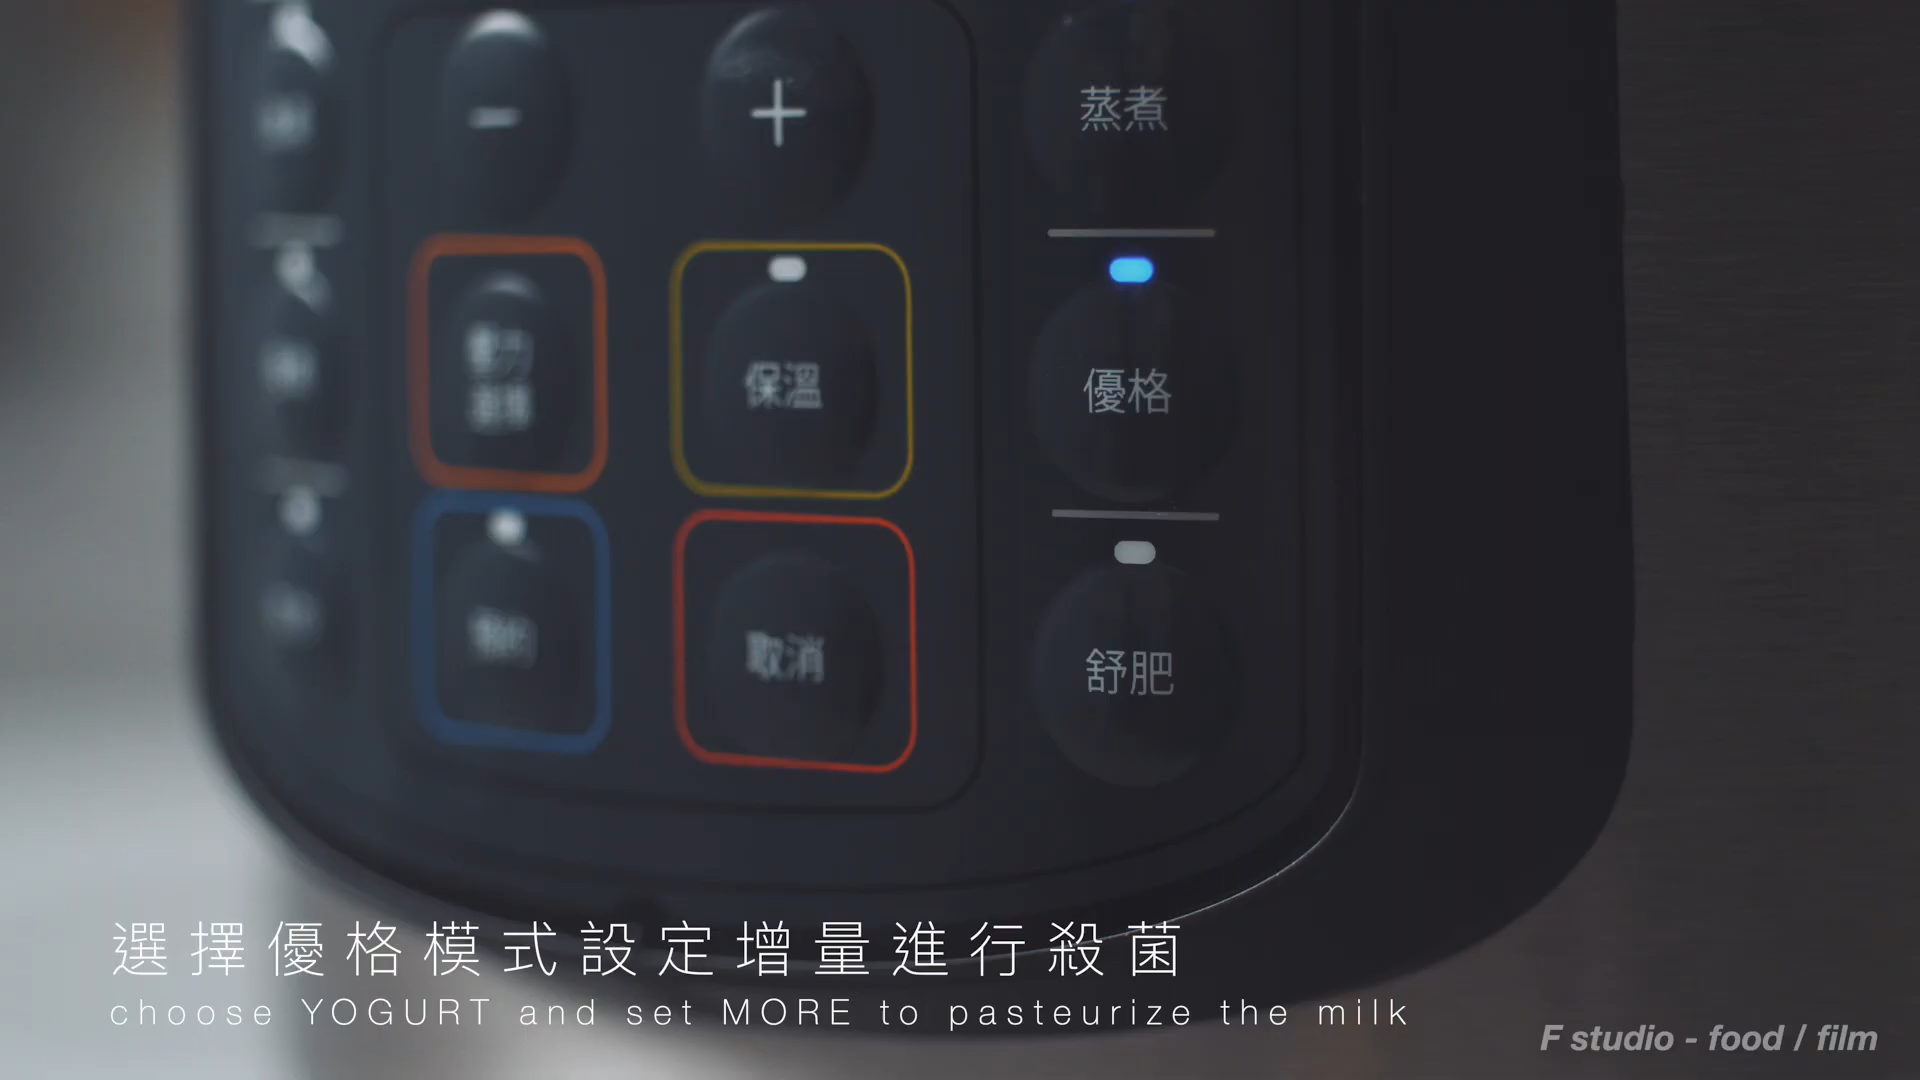 −
+
蒸煮
保溫
優格
取消
舒肥
選擇優格模式設定增量進行殺菌
choose YOGURT and set MORE to pasteurize the milk
F studio - food / film